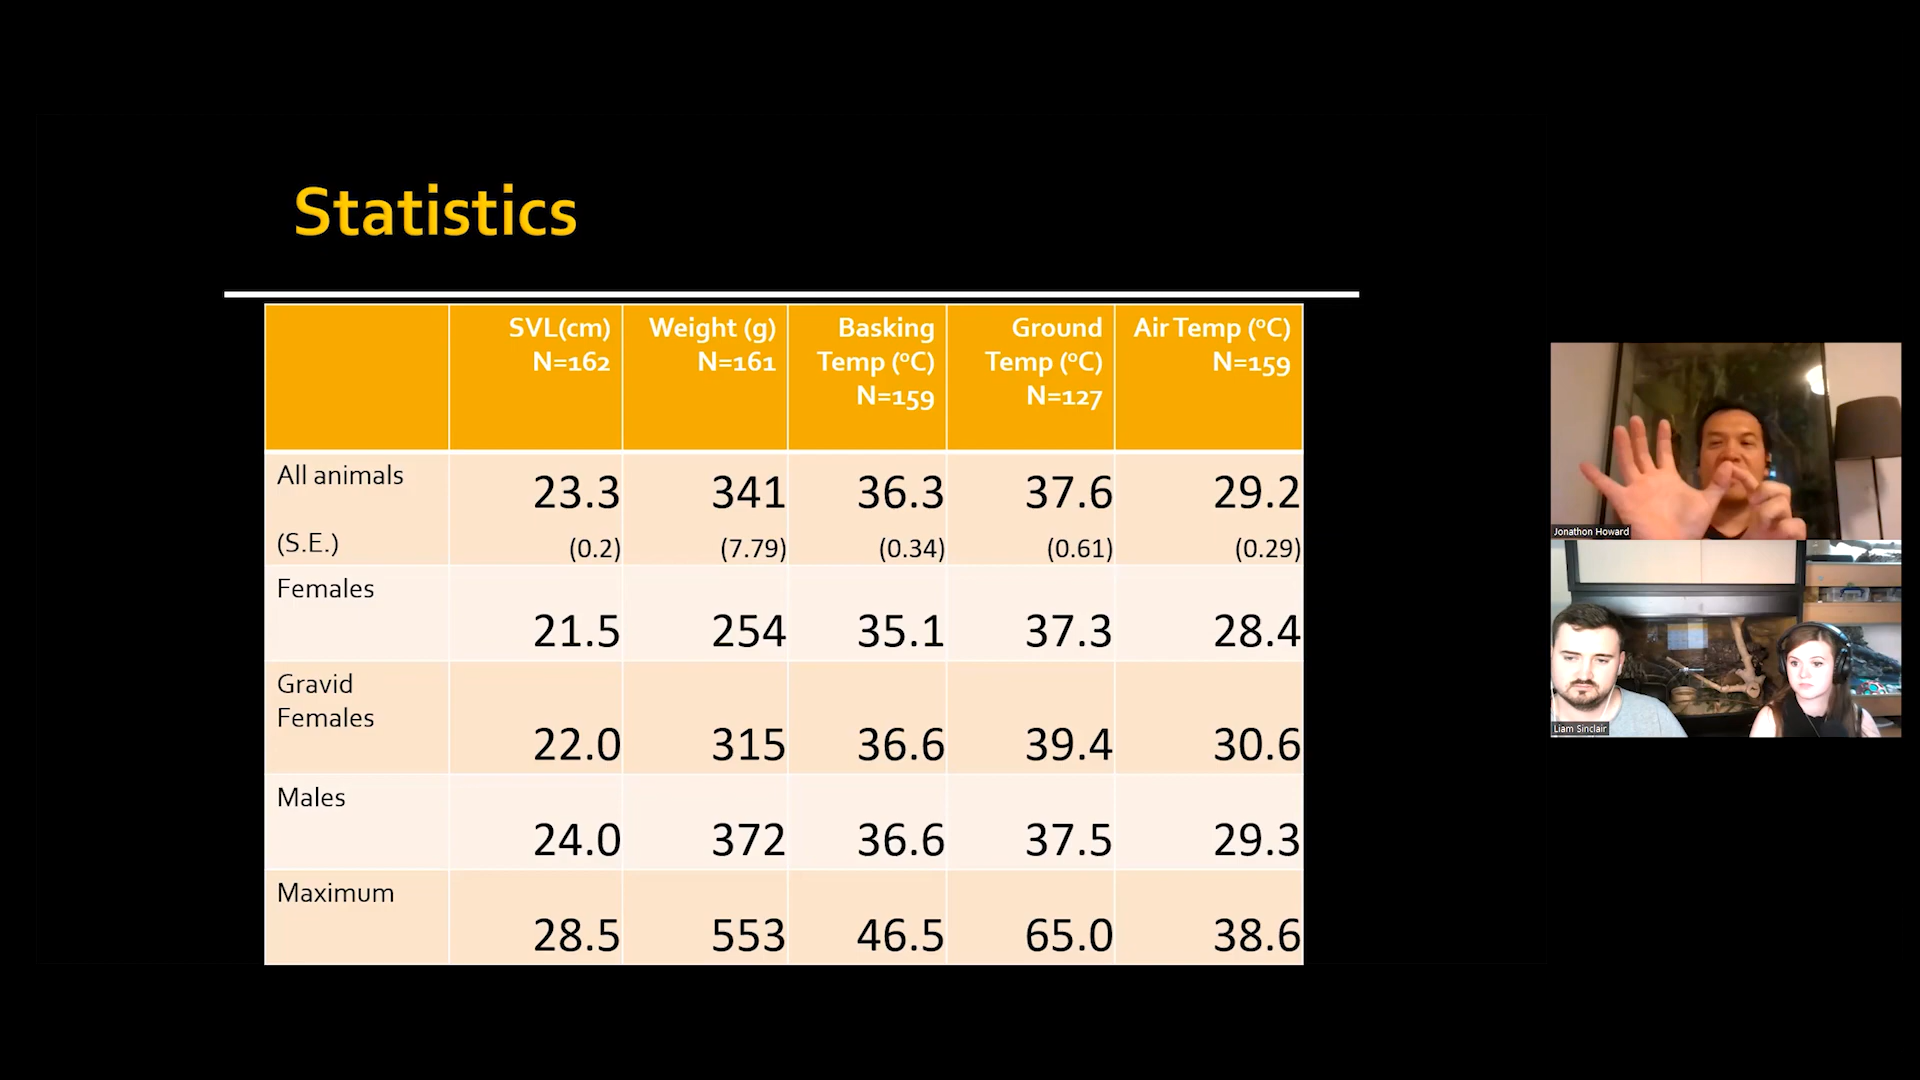 Statistics
SVL(cm) N=162
Weight (g) N=161
Basking Temp (ºC) N=159
Ground Temp (ºC) N=127
Air Temp (ºC) N=159
All animals 23.3 341 36.3 37.6 29.2
(S.E.) (0.2) (7.79) (0.34) (0.61) (0.29)
Females 21.5 254 35.1 37.3 28.4
Gravid Females 22.0 315 36.6 39.4 30.6
Males 24.0 372 36.6 37.5 29.3
Maximum 28.5 553 46.5 65.0 38.6
Jonathon Howard
Liam Sinclair